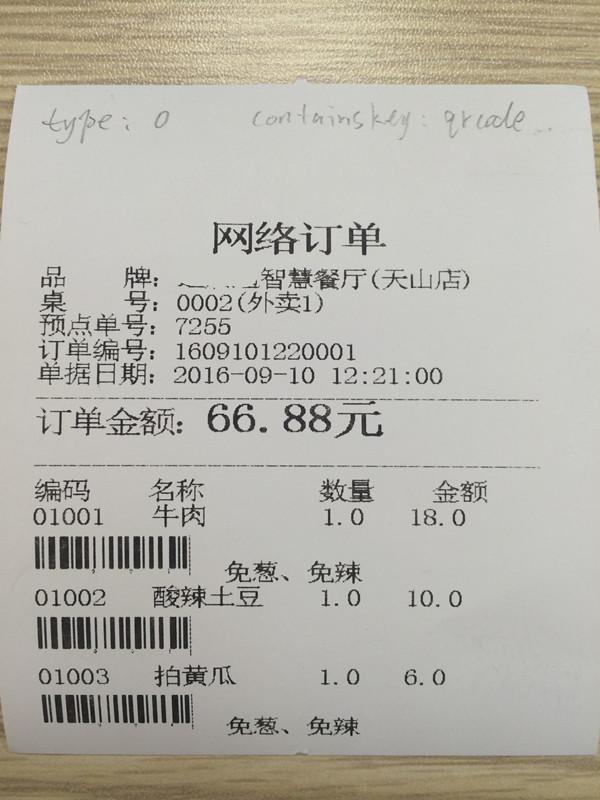 type: 0 containskey: qrcode...
网络订单
品 牌: 智慧餐厅(天山店)
桌 号: 0002(外卖1)
预点单号: 7255
订单编号: 1609101220001
单据日期: 2016-09-10 12:21:00
订单金额: 66.88元
编码 名称 数量 金额
01001 牛肉 1.0 18.0
免葱、免辣
01002 酸辣土豆 1.0 10.0
01003 拍黄瓜 1.0 6.0
免葱、免辣